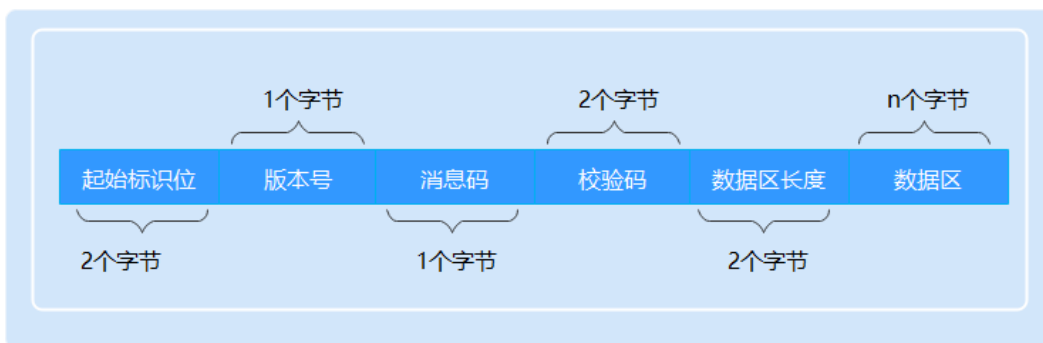 1个字节 2个字节 n个字节
起始标识位 版本号 消息码 校验码 数据区长度 数据区
2个字节 1个字节 2个字节